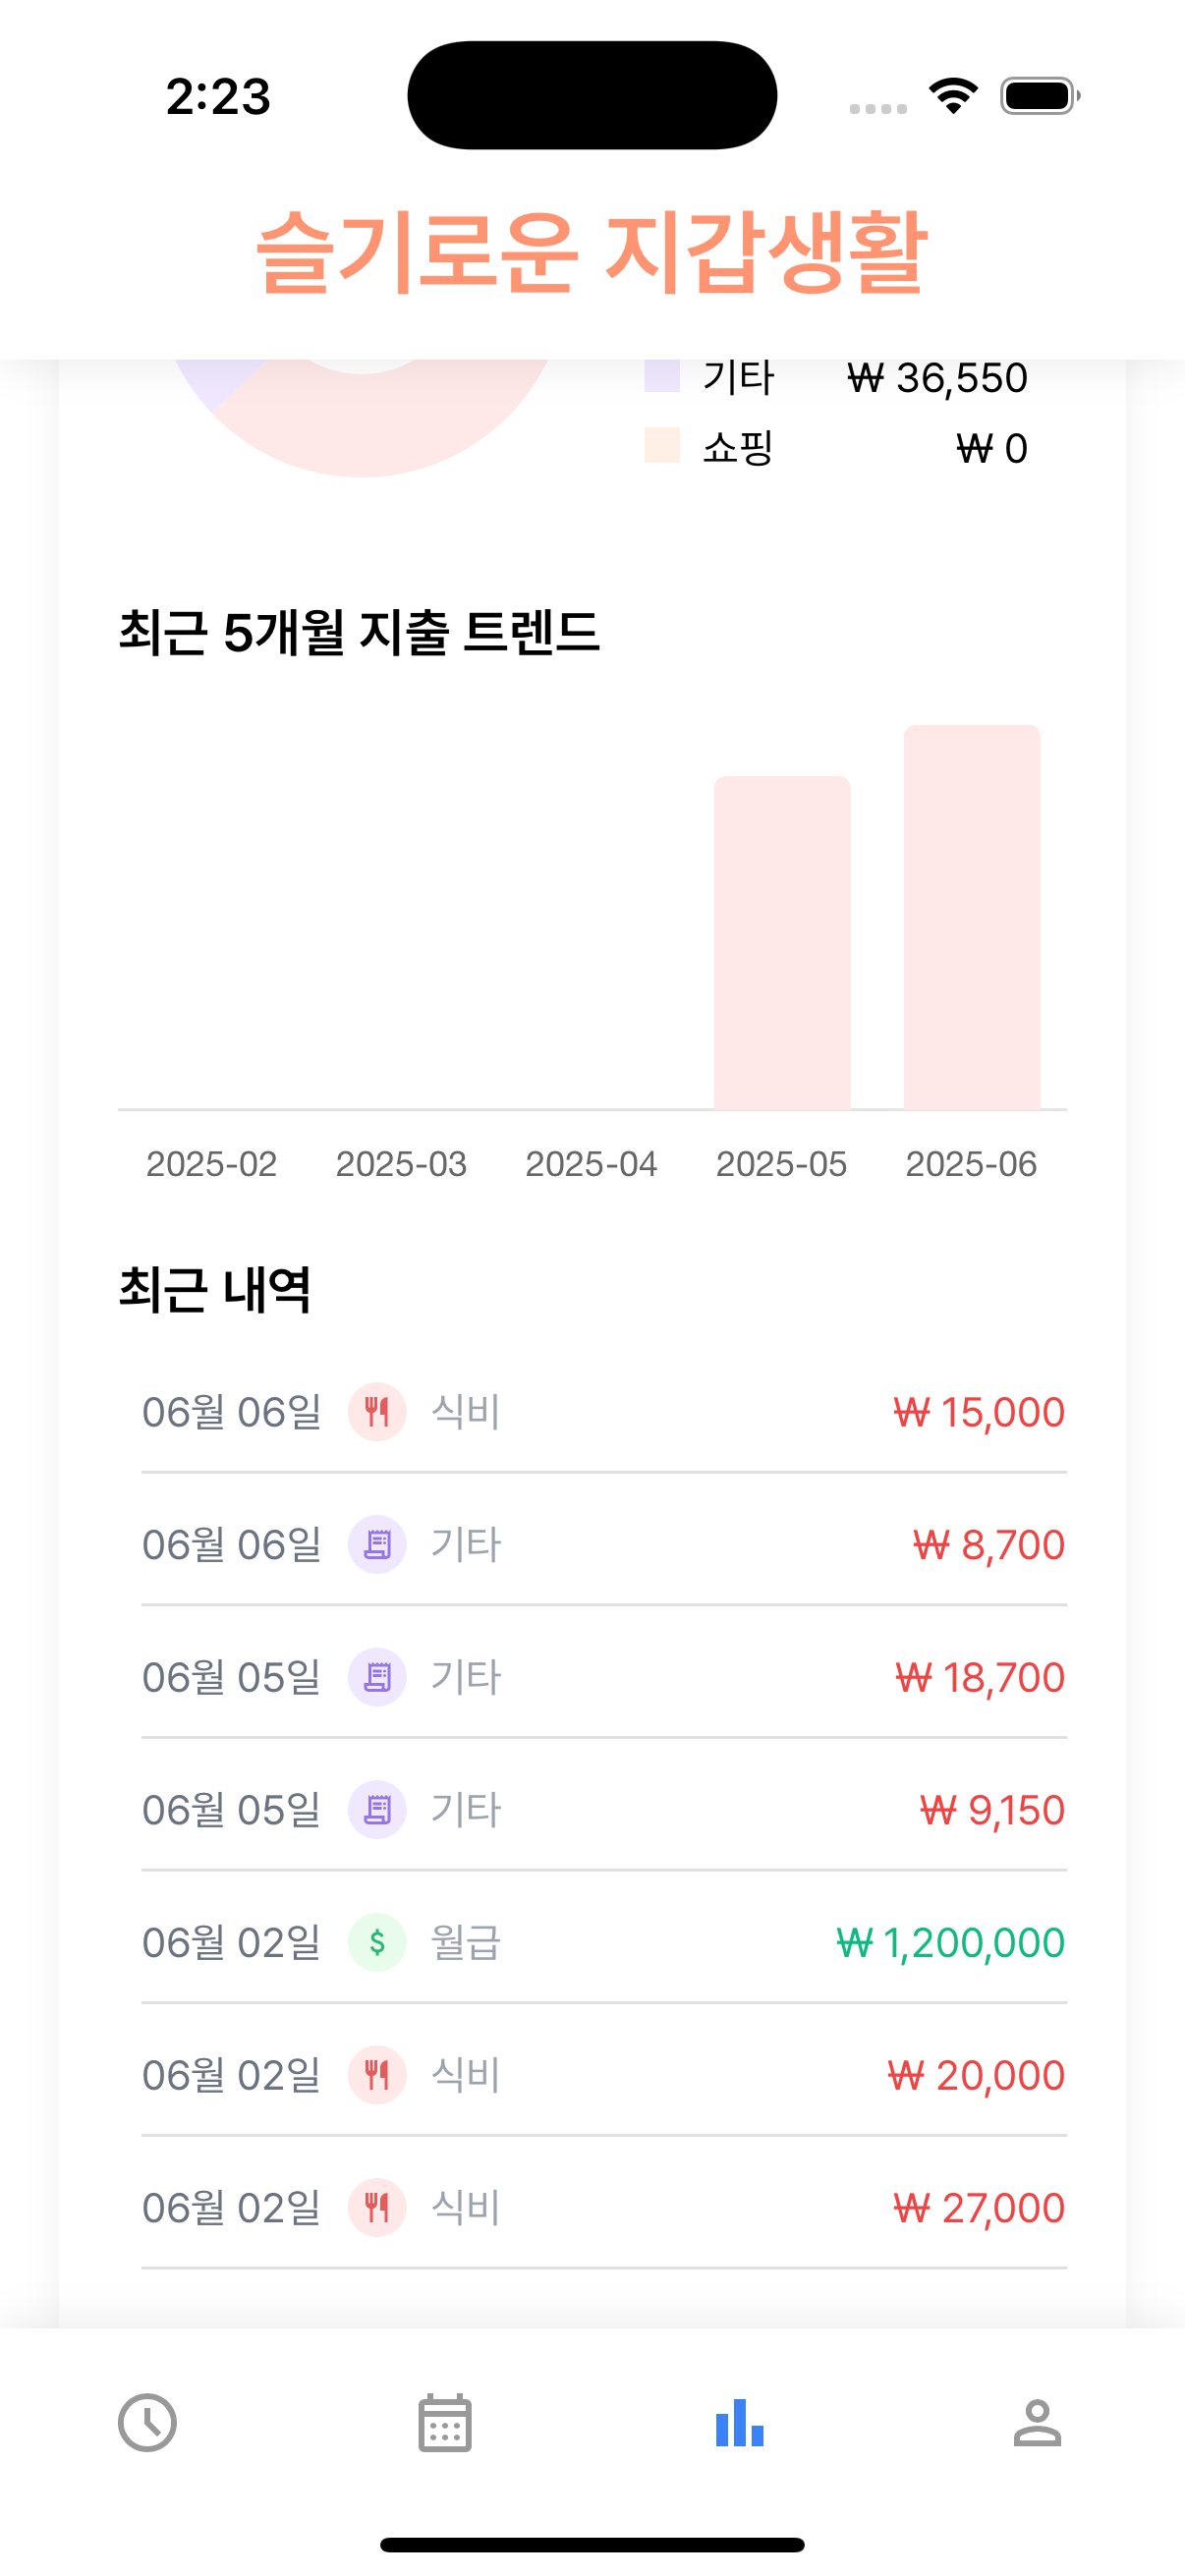 2:23
슬기로운 지갑생활
기타 ₩ 36,550
쇼핑 ₩ 0
최근 5개월 지출 트렌드
2025-02 2025-03 2025-04 2025-05 2025-06
최근 내역
06월 06일 식비 ₩ 15,000
06월 06일 기타 ₩ 8,700
06월 05일 기타 ₩ 18,700
06월 05일 기타 ₩ 9,150
06월 02일 $ 월급 ₩ 1,200,000
06월 02일 식비 ₩ 20,000
06월 02일 식비 ₩ 27,000